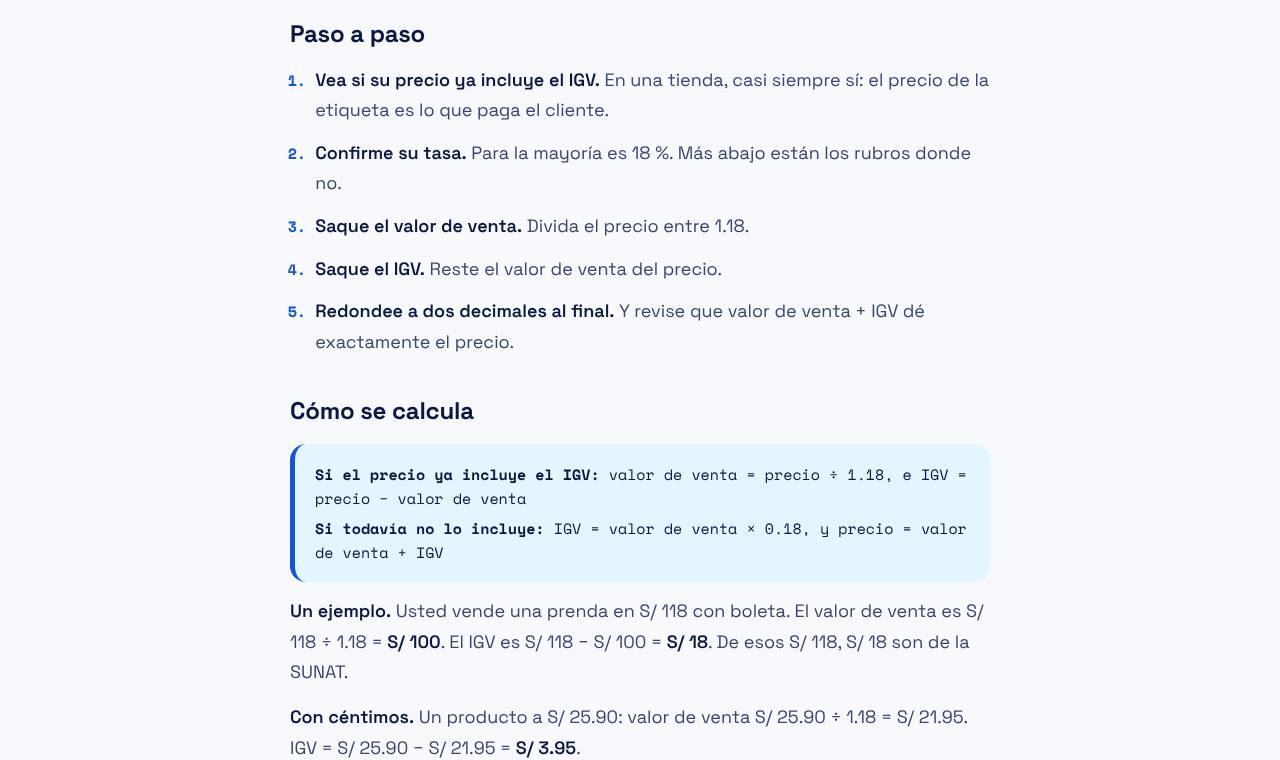 Paso a paso
1. Vea si su precio ya incluye el IGV. En una tienda, casi siempre sí: el precio de la
etiqueta es lo que paga el cliente.
2. Confirme su tasa. Para la mayoría es 18 %. Más abajo están los rubros donde
no.
3. Saque el valor de venta. Divida el precio entre 1.18.
4. Saque el IGV. Reste el valor de venta del precio.
5. Redondee a dos decimales al final. Y revise que valor de venta + IGV dé
exactamente el precio.
Cómo se calcula
Si el precio ya incluye el IGV: valor de venta = precio ÷ 1.18, e IGV =
precio − valor de venta
Si todavía no lo incluye: IGV = valor de venta × 0.18, y precio = valor
de venta + IGV
Un ejemplo. Usted vende una prenda en S/ 118 con boleta. El valor de venta es S/
118 ÷ 1.18 = S/ 100. El IGV es S/ 118 − S/ 100 = S/ 18. De esos S/ 118, S/ 18 son de la
SUNAT.
Con céntimos. Un producto a S/ 25.90: valor de venta S/ 25.90 ÷ 1.18 = S/ 21.95.
IGV = S/ 25.90 − S/ 21.95 = S/ 3.95.